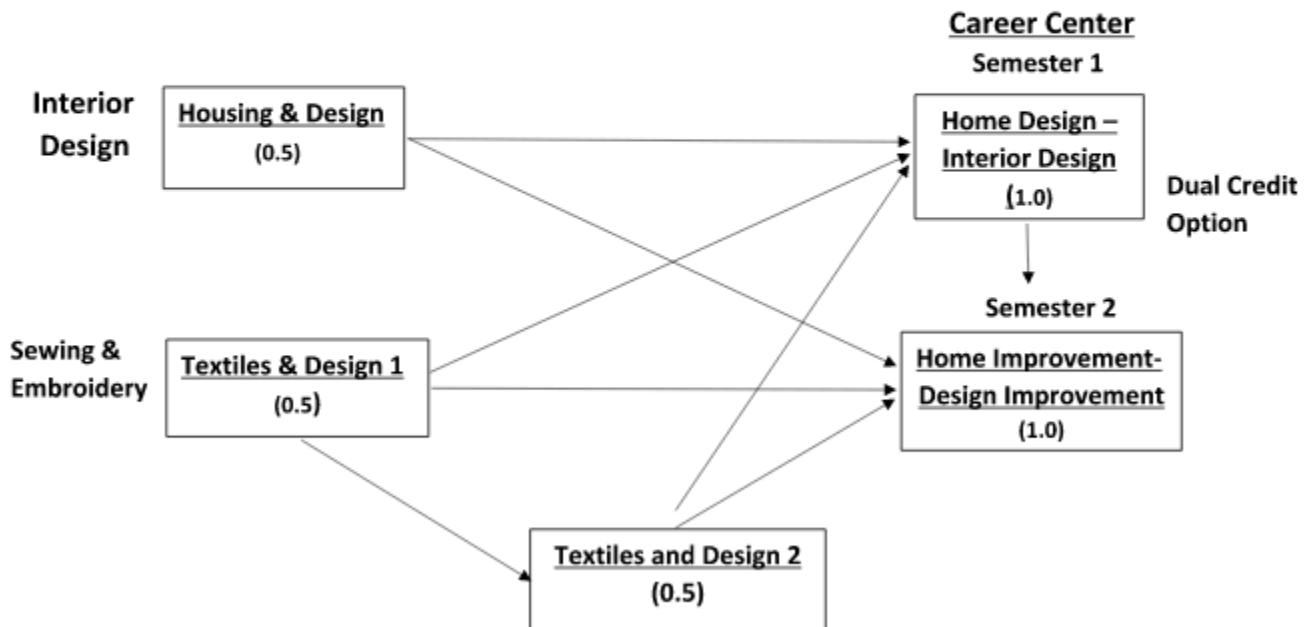 Career Center
Semester 1
Interior
Design
Housing & Design
(0.5)
Home Design –
Interior Design
(1.0)
Dual Credit
Option
Semester 2
Sewing &
Embroidery
Textiles & Design 1
(0.5)
Home Improvement-
Design Improvement
(1.0)
Textiles and Design 2
(0.5)